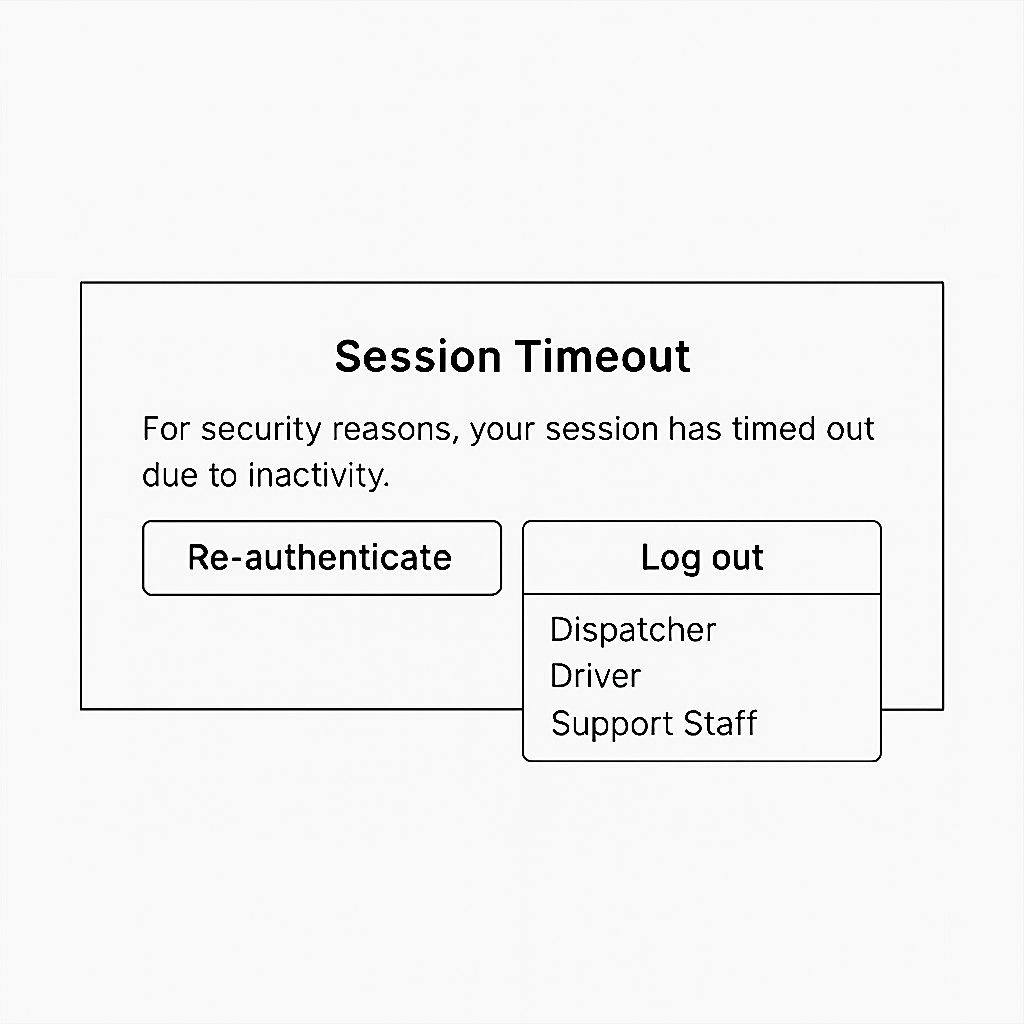 Session Timeout
For security reasons, your session has timed out
due to inactivity.
Re-authenticate
Log out
Dispatcher
Driver
Support Staff